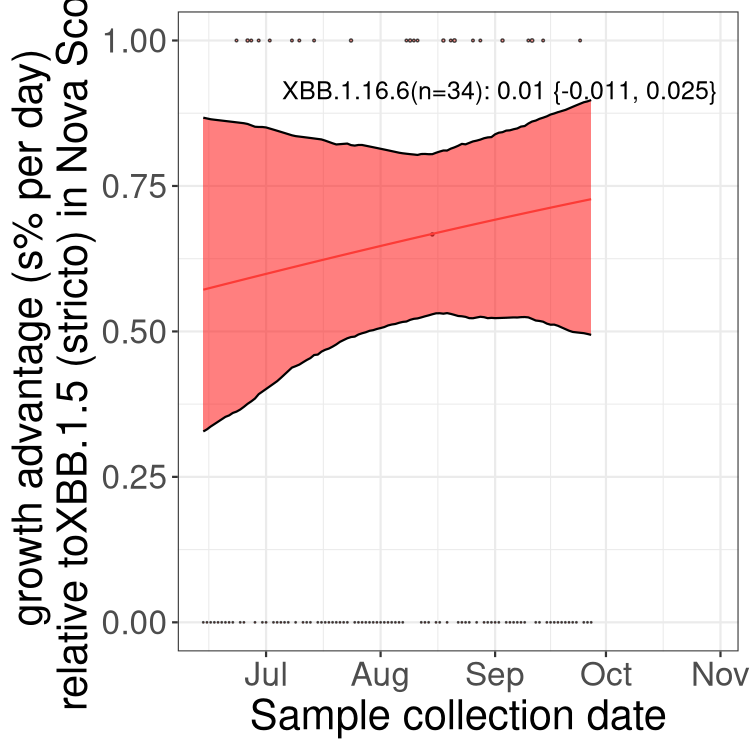 growth advantage (s% per day)
relative toXBB.1.5 (stricto) in Nova Sco
1.00
0.75
0.50
0.25
0.00
XBB.1.16.6(n=34): 0.01 {-0.011, 0.025}
Jul Aug Sep Oct Nov
Sample collection date